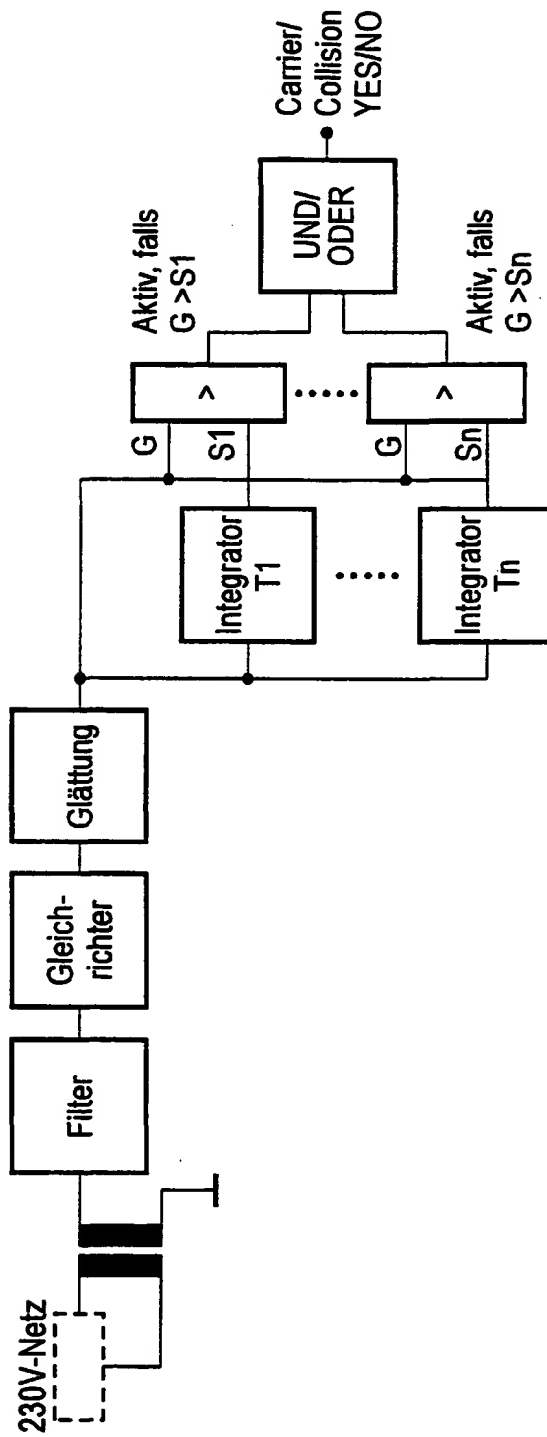 230V-Netz
Filter
Gleich-
richter
Glättung
Integrator
T1
.....
Integrator
Tn
G
S1
G
Sn
>
.....
>
Aktiv, falls
G >S1
Aktiv, falls
G >Sn
UND/
ODER
Carrier/
Collision
YES/NO